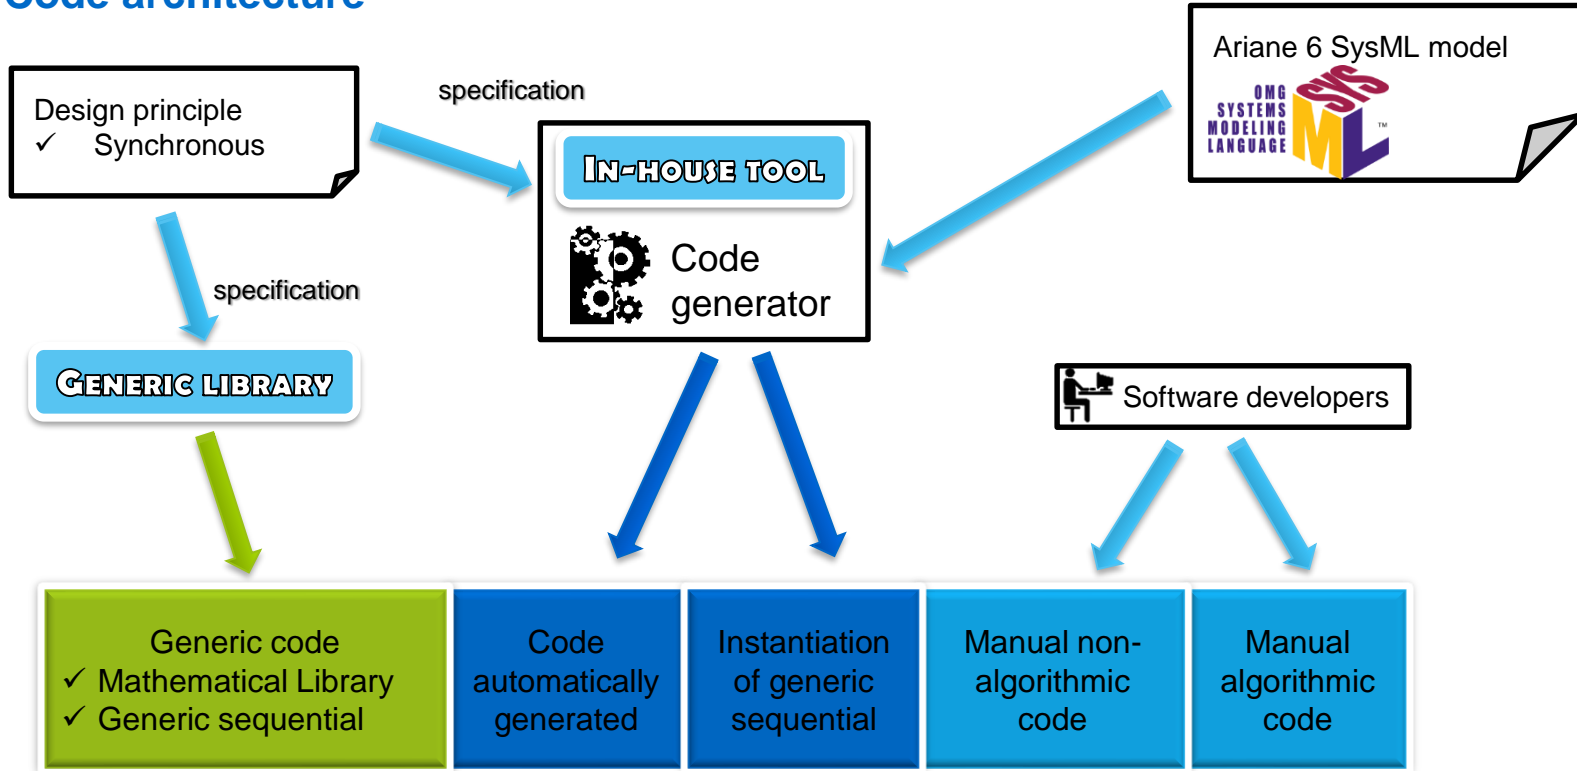 Code architecture
Ariane 6 SysML model
OMG
SYSTEMS
MODELING
LANGUAGE
SYS
ML™
Design principle
✓ Synchronous
specification
IN-HOUSE TOOL
Code
generator
specification
GENERIC LIBRARY
Software developers
Generic code
✓ Mathematical Library
✓ Generic sequential
Code
automatically
generated
Instantiation
of generic
sequential
Manual non-
algorithmic
code
Manual
algorithmic
code